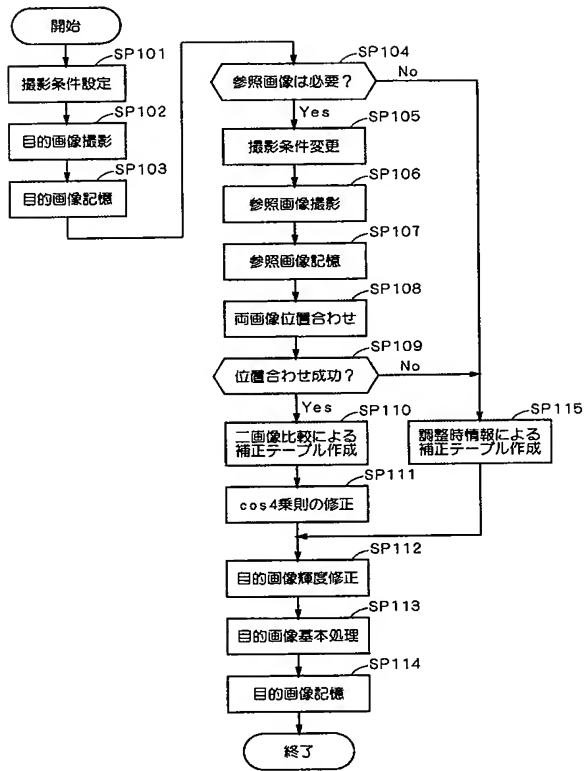 開始
SP101
撮影条件設定
SP102
目的画像撮影
SP103
目的画像記憶
SP104
参照画像は必要？
No
Yes
SP105
撮影条件変更
SP106
参照画像撮影
SP107
参照画像記憶
SP108
両画像位置合わせ
SP109
位置合わせ成功？
No
Yes
SP110
二画像比較による
補正テーブル作成
SP115
調整時情報による
補正テーブル作成
SP111
cos4乗則の修正
SP112
目的画像輝度修正
SP113
目的画像基本処理
SP114
目的画像記憶
終了